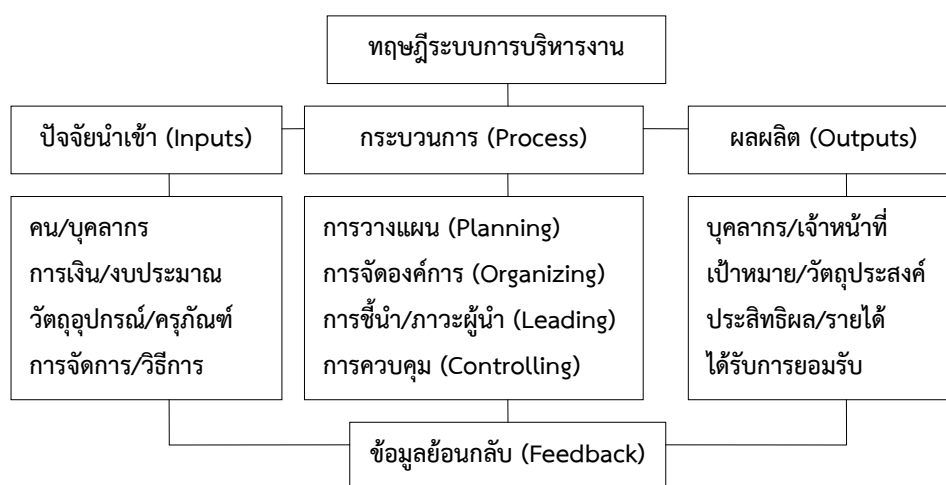 ทฤษฎีระบบการบริหารงาน
ปัจจัยนำเข้า (Inputs)
กระบวนการ (Process)
ผลผลิต (Outputs)
คน/บุคลากร
การเงิน/งบประมาณ
วัตถุอุปกรณ์/ครุภัณฑ์
การจัดการ/วิธีการ
การวางแผน (Planning)
การจัดองค์การ (Organizing)
การชี้นำ/ภาวะผู้นำ (Leading)
การควบคุม (Controlling)
บุคลากร/เจ้าหน้าที่
เป้าหมาย/วัตถุประสงค์
ประสิทธิผล/รายได้
ได้รับการยอมรับ
ข้อมูลย้อนกลับ (Feedback)